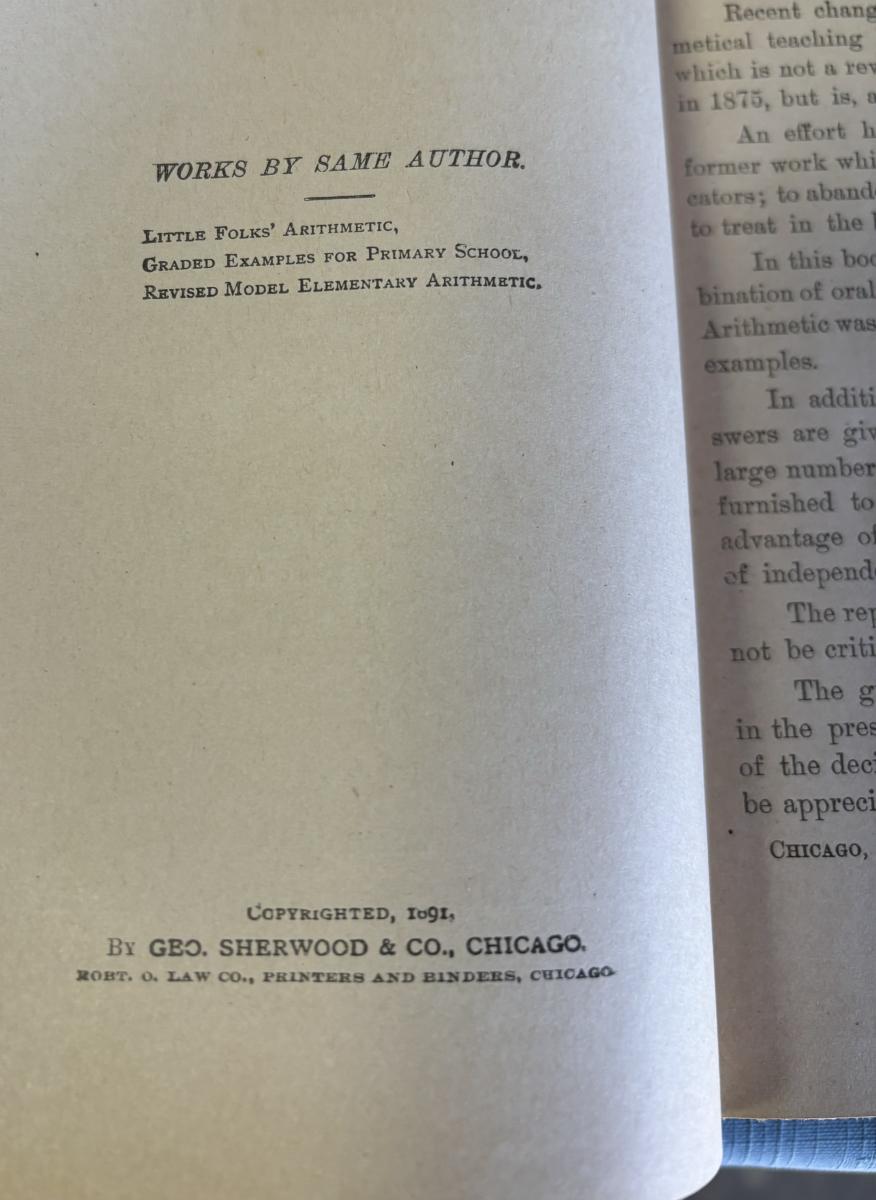 WORKS BY SAME AUTHOR.
LITTLE FOLKS' ARITHMETIC,
GRADED EXAMPLES FOR PRIMARY SCHOOL,
REVISED MODEL ELEMENTARY ARITHMETIC.
COPYRIGHTED, 1891,
BY GEO. SHERWOOD & CO., CHICAGO.
ROBT. O. LAW CO., PRINTERS AND BINDERS, CHICAGO
Recent chang
metical teaching
which is not a rev
in 1875, but is, a
An effort h
former work whi
cators; to aband
to treat in the
In this boo
bination of oral
Arithmetic was
examples.
In additi
swers are giv
large number
furnished to
advantage of
of independ
The rep
not be criti
The g
in the pres
of the deci
be appreci
CHICAGO,